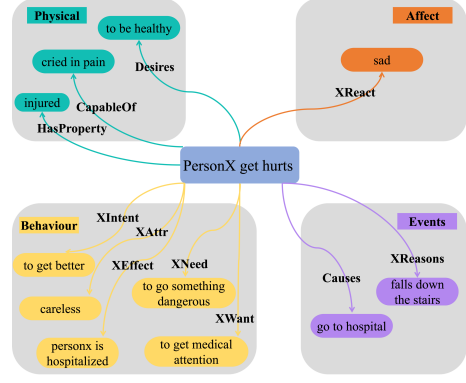 Physical
to be healthy
cried in pain
Desires
injured
CapableOf
HasProperty
Affect
sad
XReact
PersonX get hurts
Behaviour
XIntent
XAttr
to get better
XEffect
XNeed
careless
to go something
dangerous
XWant
personx is
hospitalized
to get medical
attention
Events
XReasons
Causes
falls down
the stairs
go to hospital